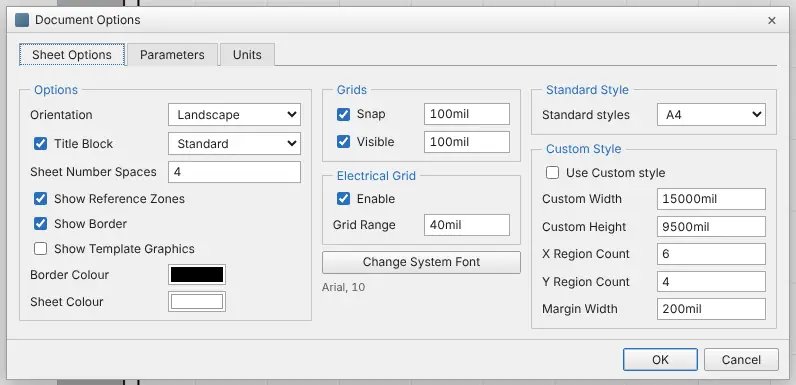 Document Options
Sheet Options
Parameters
Units
Options
Orientation
Landscape
Title Block
Standard
Sheet Number Spaces
4
Show Reference Zones
Show Border
Show Template Graphics
Border Colour
Sheet Colour
Grids
Snap
100mil
Visible
100mil
Electrical Grid
Enable
Grid Range
40mil
Change System Font
Arial, 10
Standard Style
Standard styles
A4
Custom Style
Use Custom style
Custom Width
15000mil
Custom Height
9500mil
X Region Count
6
Y Region Count
4
Margin Width
200mil
OK
Cancel